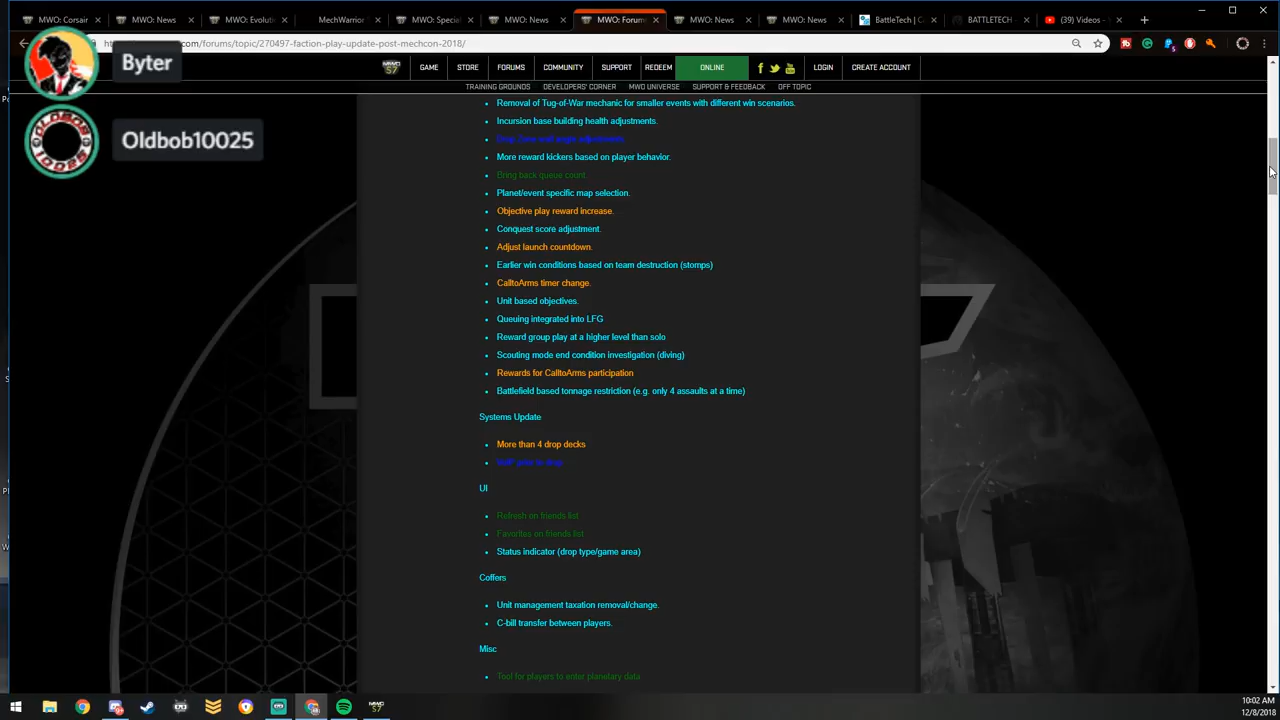 MWO: Corsair
MWO: News
MWO: Evoluti
MechWarrior
MWO: Special
MWO: News
MWO: Forum
MWO: News
MWO: News
BattleTech | C
BATTLETECH
(39) Videos -
.com/forums/topic/270497-faction-play-update-post-mechcon-2018/
Byter
MWO
GAME
STORE
FORUMS
COMMUNITY
SUPPORT
REDEEM
ONLINE
LOGIN
CREATE ACCOUNT
TRAINING GROUNDS
DEVELOPERS' CORNER
MWO UNIVERSE
SUPPORT & FEEDBACK
OFF TOPIC
OLDBOB
10025
Oldbob10025
Removal of Tug-of-War mechanic for smaller events with different win scenarios.
Incursion base building health adjustments.
More reward kickers based on player behavior.
Bring back queue count.
Planet/event specific map selection.
Objective play reward increase.
Conquest score adjustment.
Adjust launch countdown.
Earlier win conditions based on team destruction (stomps)
CalltoArms timer change.
Unit based objectives.
Queuing integrated into LFG
Reward group play at a higher level than solo
Scouting mode end condition investigation (diving)
Rewards for CalltoArms participation
Battlefield based tonnage restriction (e.g. only 4 assaults at a time)
Systems Update
More than 4 drop decks
UI
Refresh on friends list
Favorites on friends list
Status indicator (drop type/game area)
Coffers
Unit management taxation removal/change.
C-bill transfer between players.
Misc
Tool for players to enter planetary data
10:02 AM
12/8/2018